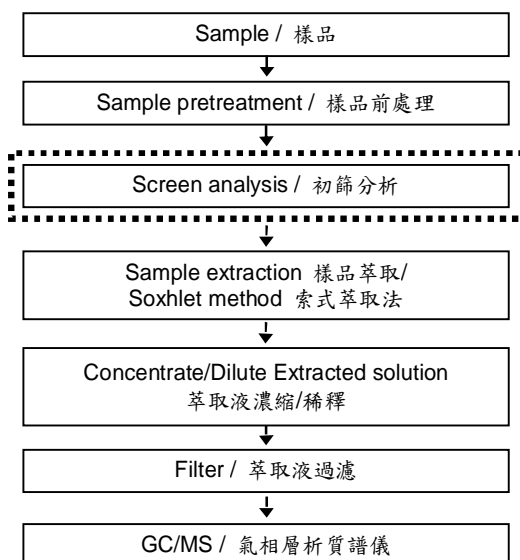 Sample / 樣品
Sample pretreatment / 樣品前處理
Screen analysis / 初篩分析
Sample extraction 樣品萃取/
Soxhlet method 索式萃取法
Concentrate/Dilute Extracted solution
萃取液濃縮/稀釋
Filter / 萃取液過濾
GC/MS / 氣相層析質譜儀